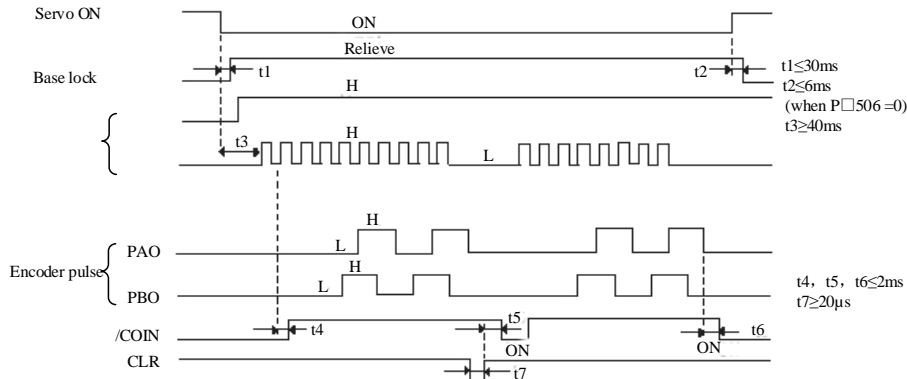 Servo ON
ON
Relieve
Base lock
t1
t2
t1≤30ms
t2≤6ms
(when P□506 =0)
t3≥40ms
H
t3
H
L
H
PAO
L
H
Encoder pulse
PBO
L
t4, t5, t6≤2ms
t7≥20μs
/COIN
t4
t5
ON
ON
t6
CLR
t7